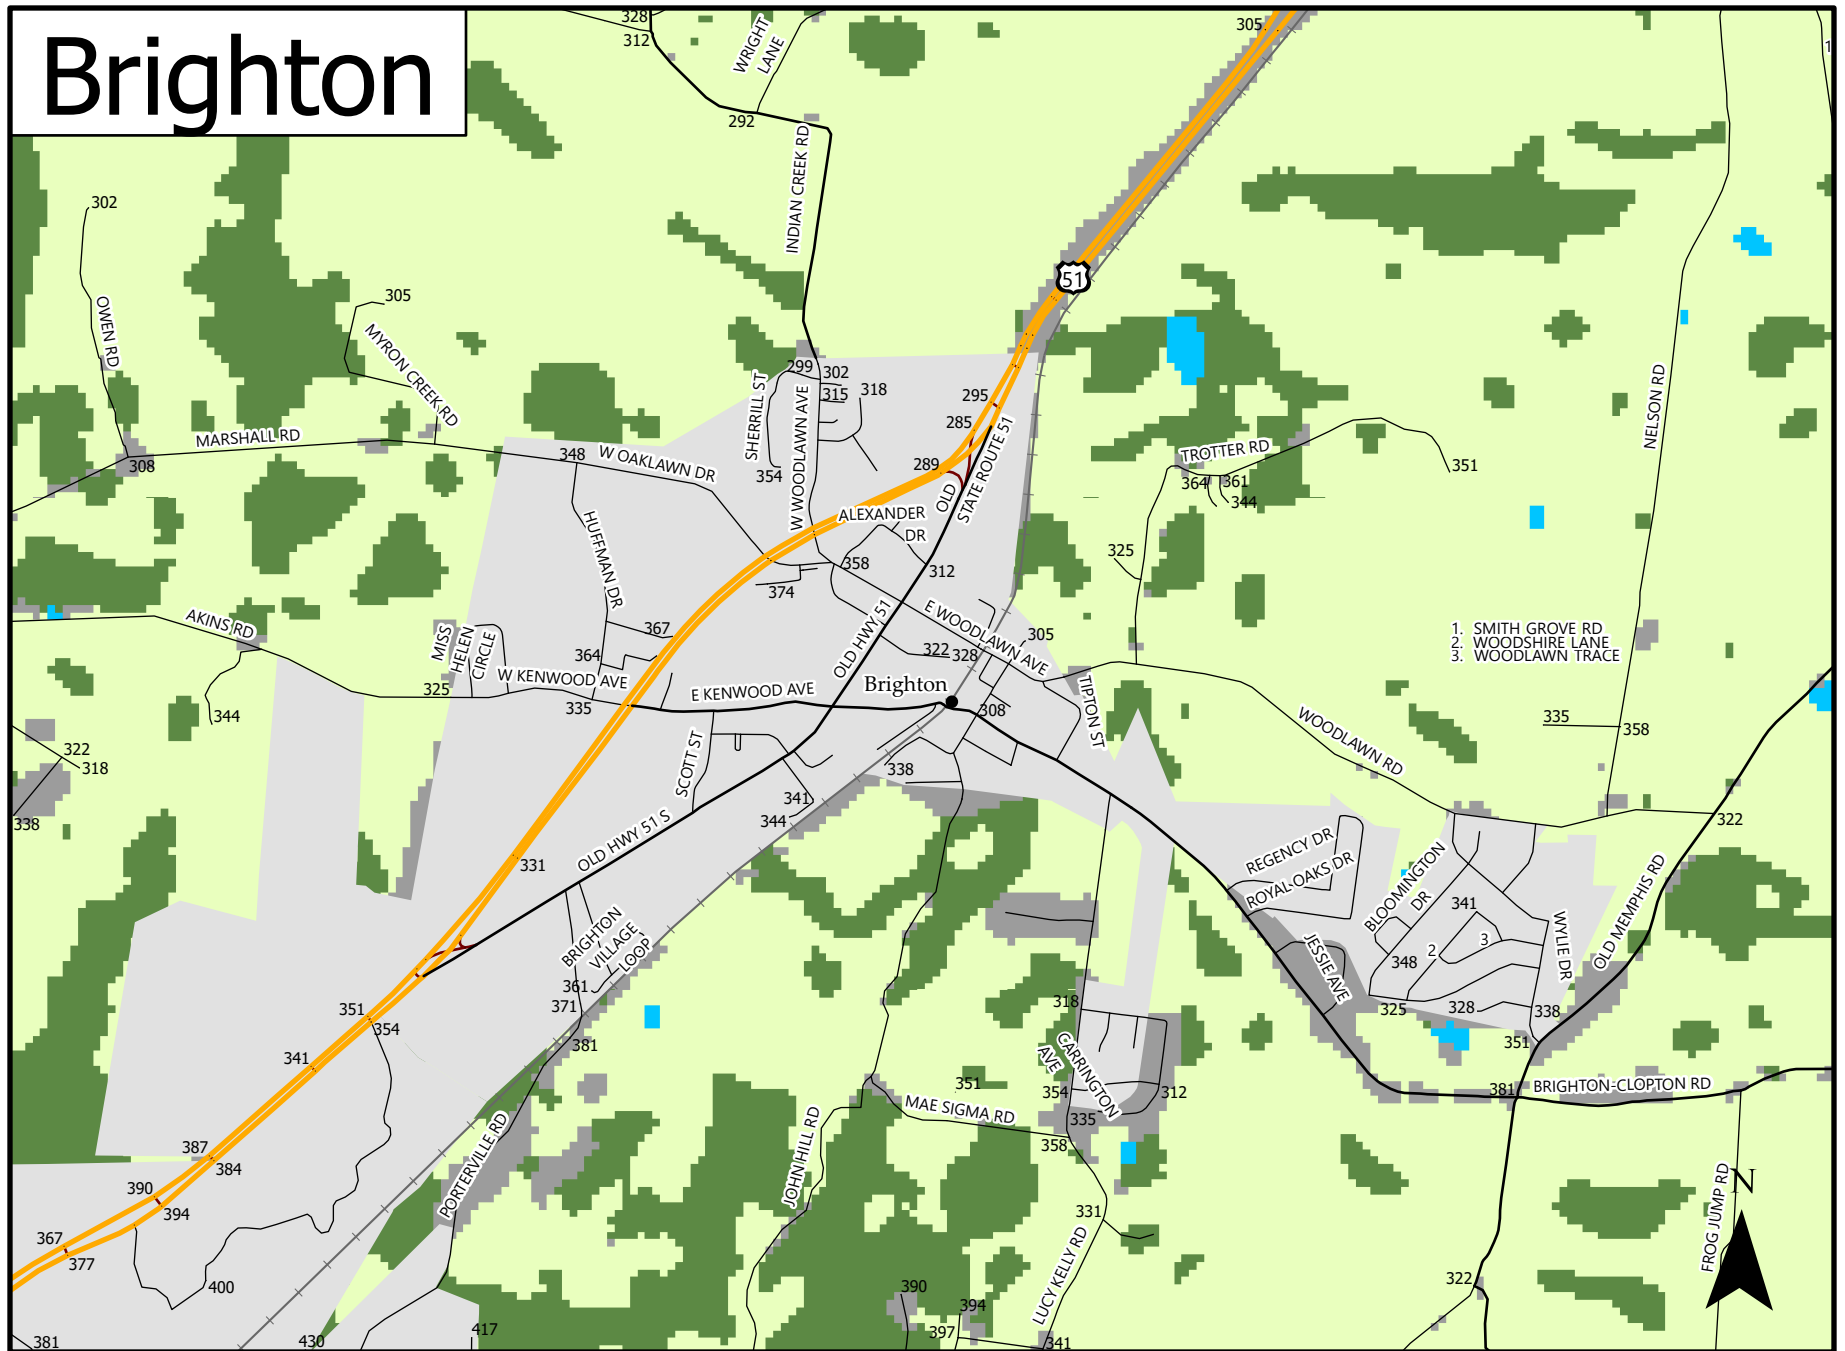 Brighton
328
312
WRIGHT
LANE
305
1
292
INDIAN CREEK RD
302
51
305
OWEN RD
MYRON CREEK RD
299
302
315
318
295
285
SHERRILL ST
W WOODLAWN AVE
NELSON RD
MARSHALL RD
308
348
W OAKLAWN DR
354
289
OLD
STATE ROUTE 51
TROTTER RD
351
364
361
344
ALEXANDER
DR
HUFFMAN DR
358
312
325
374
AKINS RD
MISS
HELEN
CIRCLE
367
364
OLD HWY 51
E WOODLAWN AVE
305
322
328
1. SMITH GROVE RD
2. WOODSHIRE LANE
3. WOODLAWN TRACE
325
W KENWOOD AVE
335
E KENWOOD AVE
Brighton
308
TIPTON ST
344
WOODLAWN RD
335
358
322
318
SCOTT ST
338
338
341
344
322
331
OLD HWY 51 S
REGENCY DR
ROYAL OAKS DR
BLOOMINGTON
DR
341
2
3
348
WYLIE DR
OLD MEMPHIS RD
BRIGHTON
VILLAGE
LOOP
JESSIE AVE
361
371
381
318
325
328
338
351
351
354
341
CARRINGTON
AVE
351
354
312
335
381
BRIGHTON-CLOPTON RD
MAE SIGMA RD
358
387
384
PORTERVILLE RD
JOHN HILL RD
390
394
331
LUCY KELLY RD
FROG JUMP RD
N
367
377
400
322
390
394
397
341
381
430
417